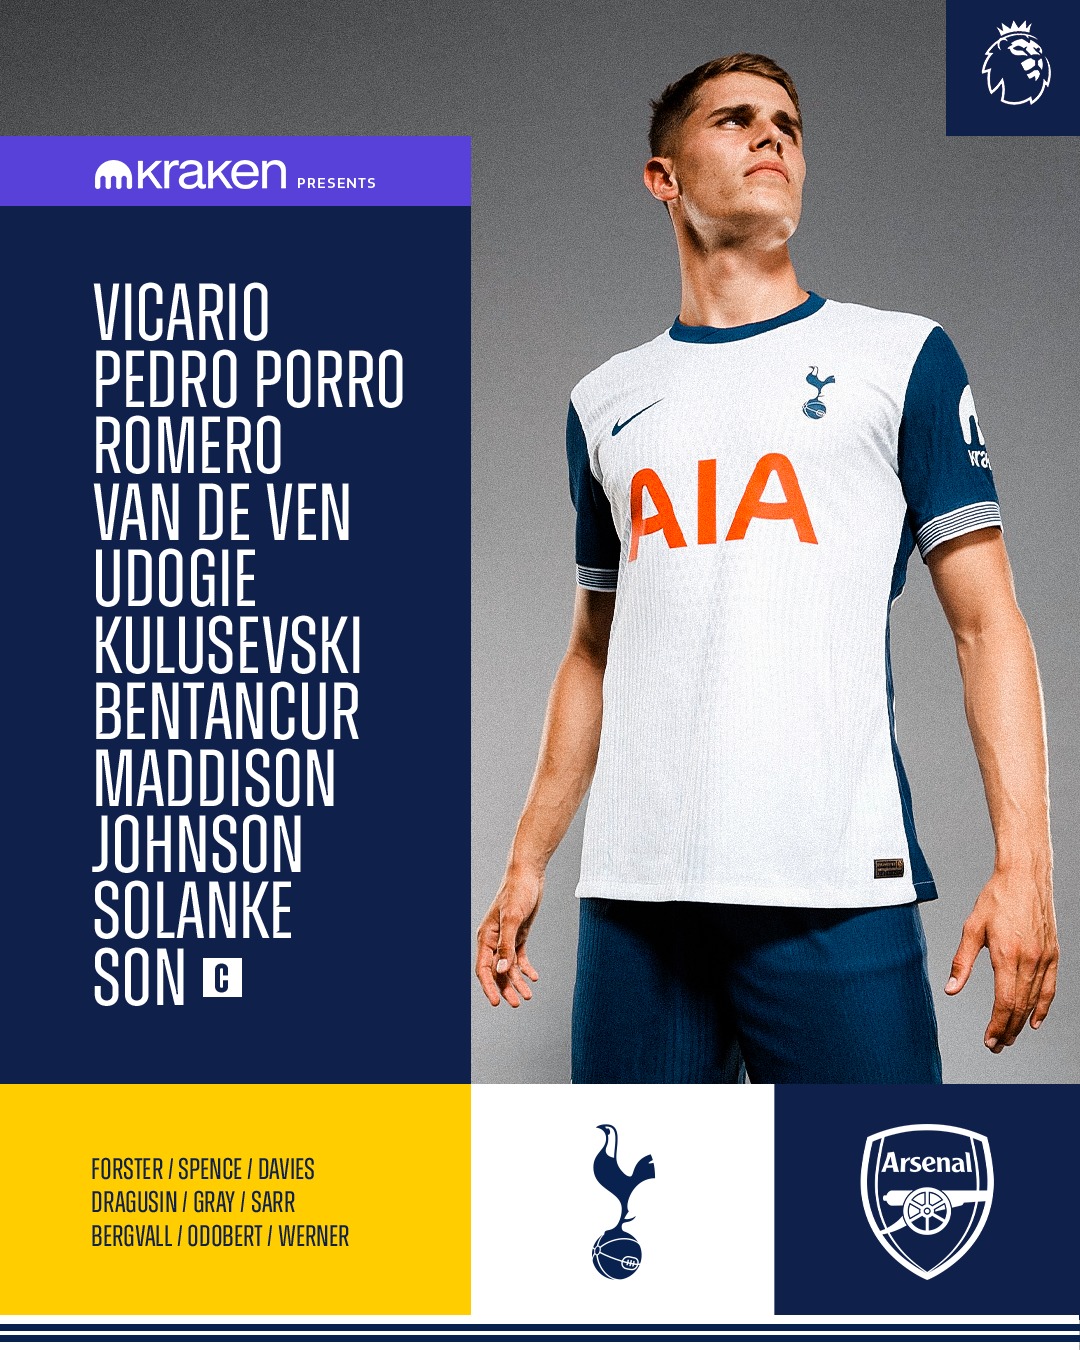 kraken PRESENTS
VICARIO
PEDRO PORRO
ROMERO
VAN DE VEN
UDOGIE
KULUSEVSKI
BENTANCUR
MADDISON
JOHNSON
SOLANKE
SON C
AIA
FORSTER / SPENCE / DAVIES
DRAGUSIN / GRAY / SARR
BERGVALL / ODOBERT / WERNER
Arsenal